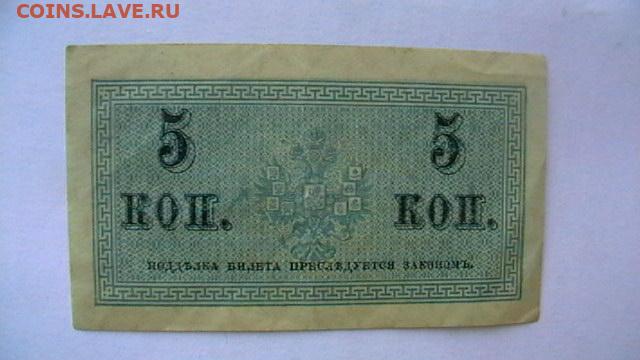 COINS.LAVE.RU
5 5
КОП. КОП.
ПОДДѢЛКА БИЛЕТА ПРЕСЛѢДУЕТСЯ ЗАКОНОМЪ.